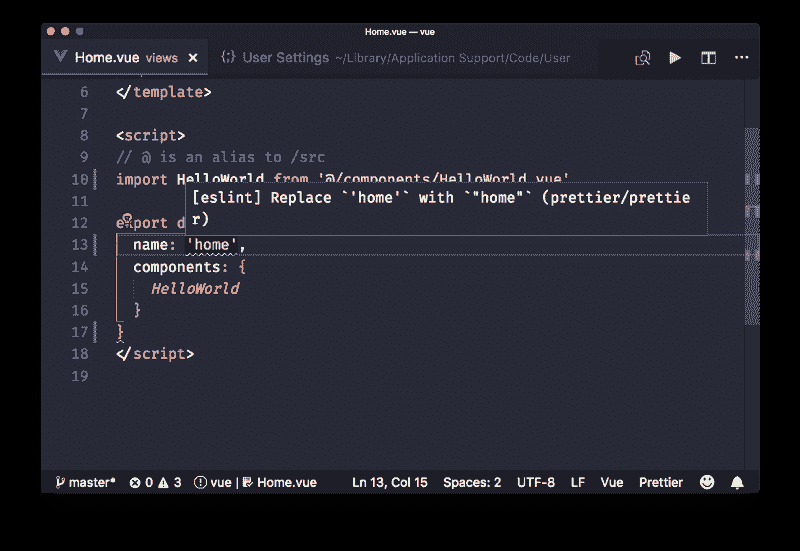 Home.vue — vue
Home.vue views × User Settings ~/Library/Application Support/Code/User
6 </template>
7
8 <script>
9 // @ is an alias to /src
10 import HelloWorld from '@/components/HelloWorld.vue'
[eslint] Replace `'home'` with `"home"` (prettier/prettie
11
r)
12 export d
13 name: 'home',
14 components: {
15 HelloWorld
16 }
17 }
18 </script>
19
master* 0 3 vue | Home.vue Ln 13, Col 15 Spaces: 2 UTF-8 LF Vue Prettier